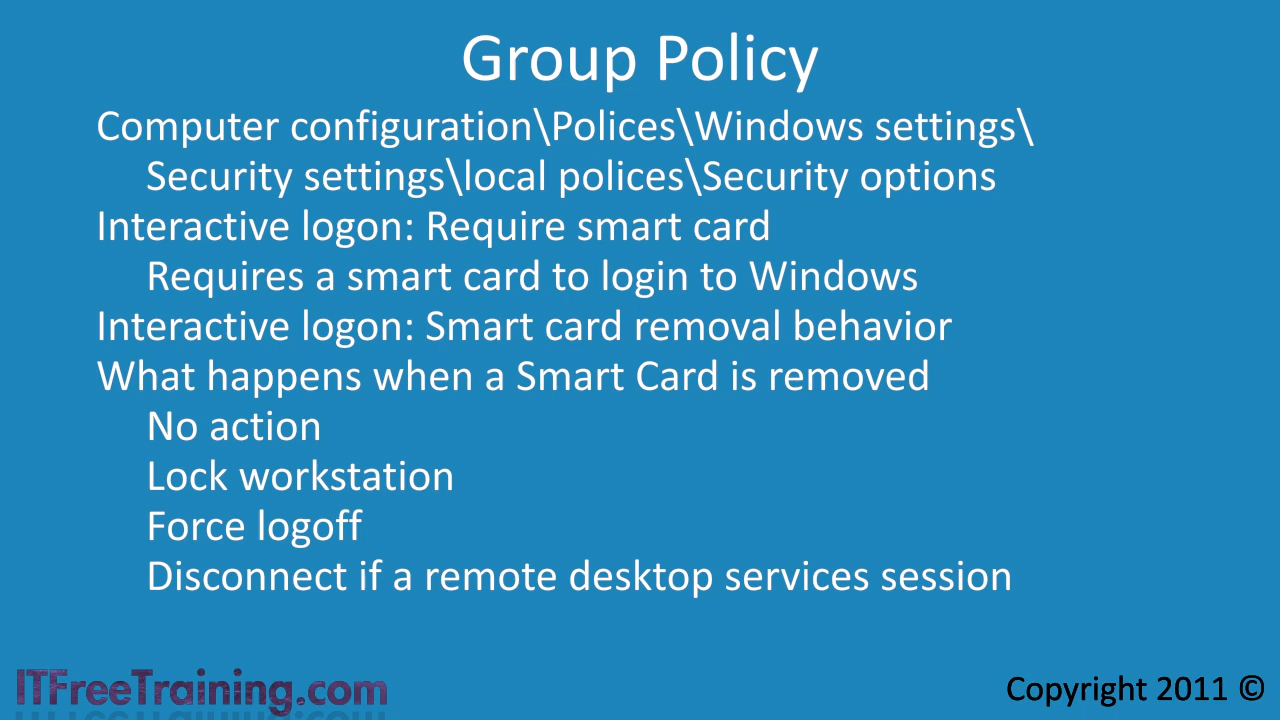 Group Policy
Computer configuration\Polices\Windows settings\
Security settings\local polices\Security options
Interactive logon: Require smart card
Requires a smart card to login to Windows
Interactive logon: Smart card removal behavior
What happens when a Smart Card is removed
No action
Lock workstation
Force logoff
Disconnect if a remote desktop services session
ITFreeTraining.com
Copyright 2011 ©